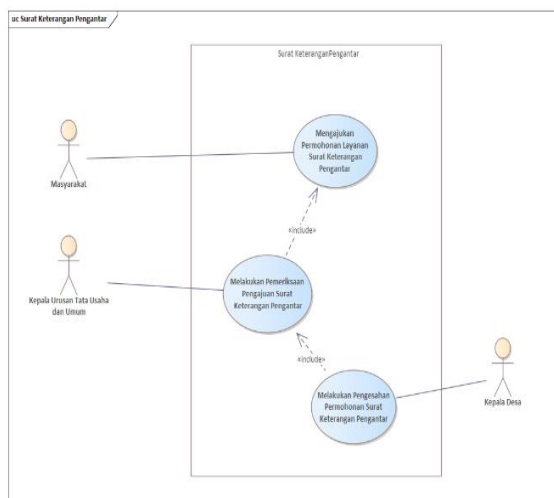 uc Surat Keterangan Pengantar
Surat KeteranganPengantar
Mengajukan
Permohonan Layanan
Surat Keterangan
Pengantar
Masyarakat
«include»
Kepala Urusan Tata Usaha
dan Umum
Melakukan Pemeriksaan
Pengajuan Surat
Keterangan Pengantar
«include»
Melakukan Pengesahan
Permohonan Surat
Keterangan Pengantar
Kepala Desa